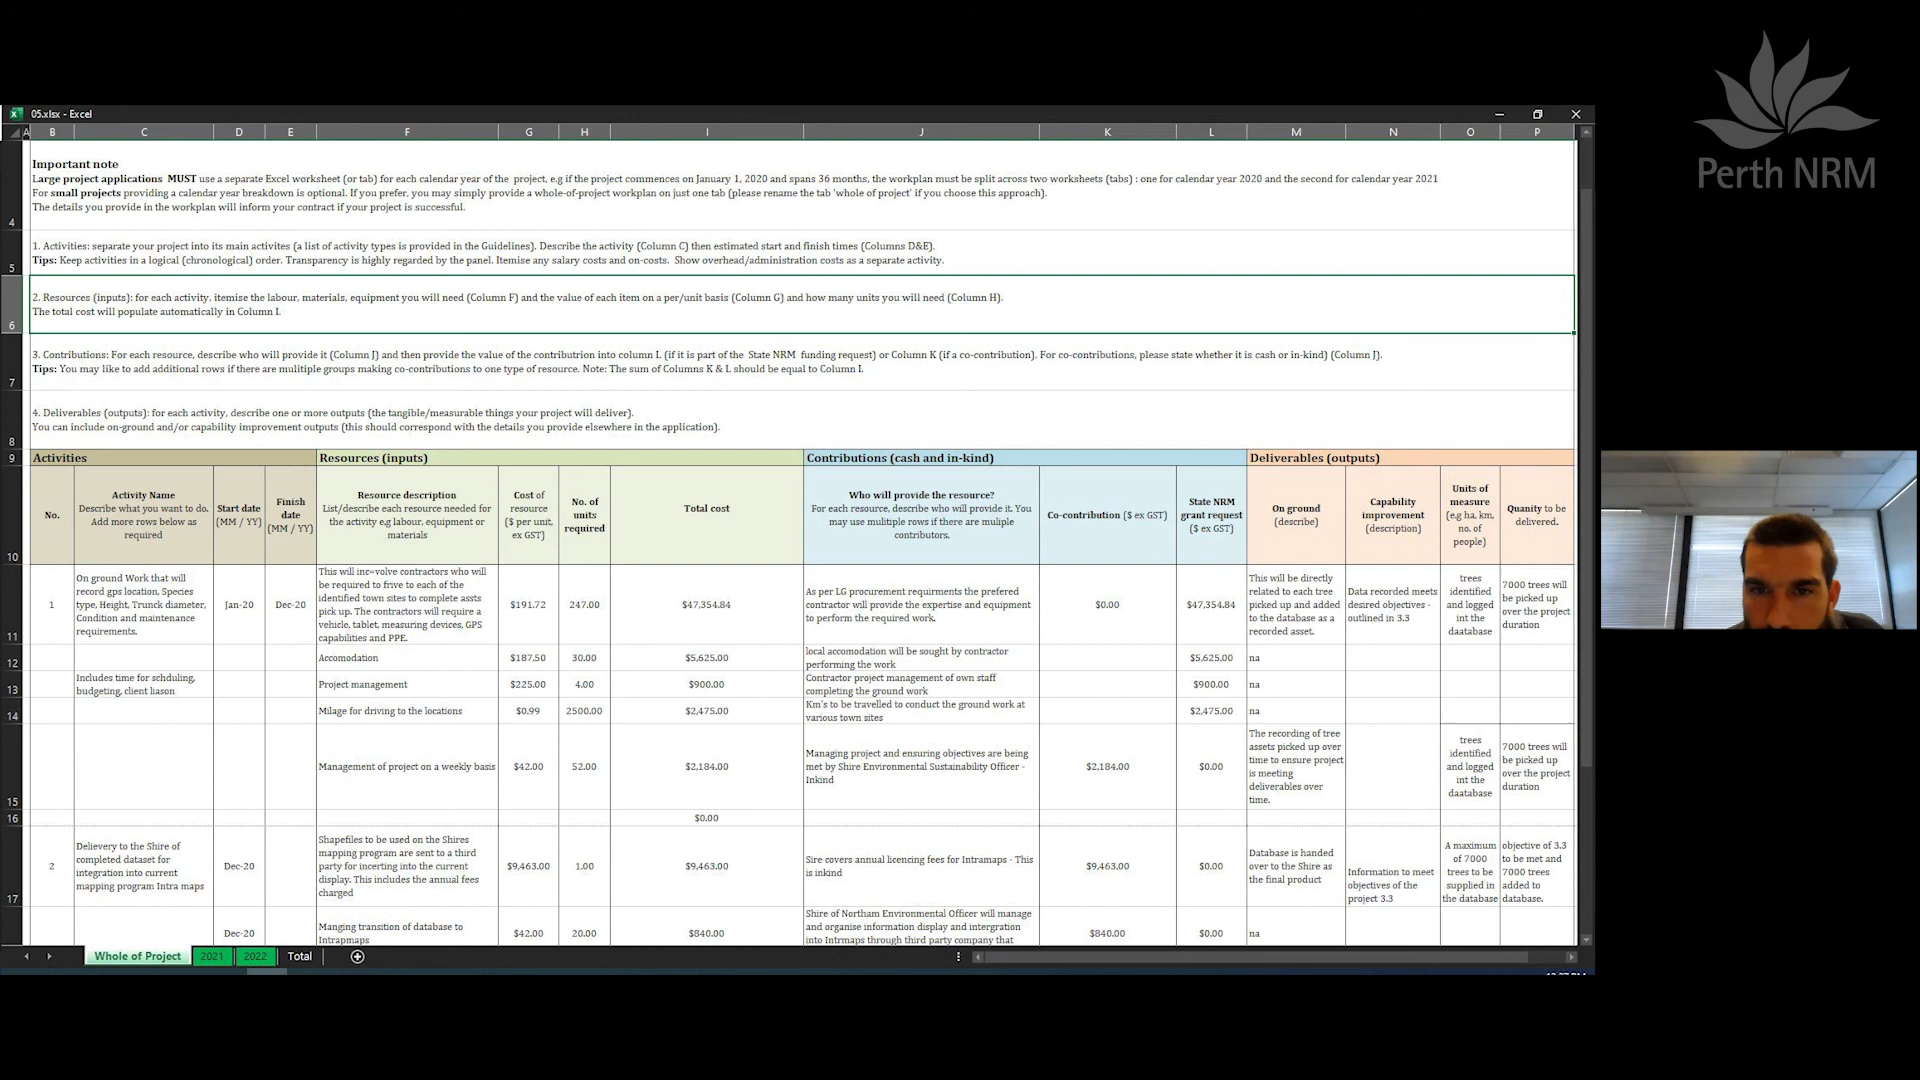 05.xlsx - Excel
Perth NRM
A B C D E F G H I J K L M N O P
Important note
Large project applications MUST use a separate Excel worksheet (or tab) for each calendar year of the project, e.g if the project commences on January 1, 2020 and spans 36 months, the workplan must be split across two worksheets (tabs) : one for calendar year 2020 and the second for calendar year 2021
For small projects providing a calendar year breakdown is optional. If you prefer, you may simply provide a whole-of-project workplan on just one tab (please rename the tab 'whole of project' if you choose this approach).
The details you provide in the workplan will inform your contract if your project is successful.
4
1. Activities: separate your project into its main activites (a list of activity types is provided in the Guidelines). Describe the activity (Column C) then estimated start and finish times (Columns D&E).
Tips: Keep activities in a logical (chronological) order. Transparency is highly regarded by the panel. Itemise any salary costs and on-costs. Show overhead/administration costs as a separate activity.
5
2. Resources (inputs): for each activity, itemise the labour, materials, equipment you will need (Column F) and the value of each item on a per/unit basis (Column G) and how many units you will need (Column H).
The total cost will populate automatically in Column I.
6
3. Contributions: For each resource, describe who will provide it (Column J) and then provide the value of the contributrion into column L (if it is part of the State NRM funding request) or Column K (if a co-contribution). For co-contributions, please state whether it is cash or in-kind) (Column J).
Tips: You may like to add additional rows if there are mulitiple groups making co-contributions to one type of resource. Note: The sum of Columns K & L should be equal to Column I.
7
4. Deliverables (outputs): for each activity, describe one or more outputs (the tangible/measurable things your project will deliver).
You can include on-ground and/or capability improvement outputs (this should correspond with the details you provide elsewhere in the application).
8
9 Activities Resources (inputs) Contributions (cash and in-kind) Deliverables (outputs)
10
No.
Activity Name
Describe what you want to do.
Add more rows below as
required
Start date
(MM / YY)
Finish
date
(MM / YY)
Resource description
List/describe each resource needed for
the activity e.g labour, equipment or
materials
Cost of
resource
($ per unit,
ex GST)
No. of
units
required
Total cost
Who will provide the resource?
For each resource, describe who will provide it. You
may use mulitiple rows if there are muliple
contributors.
Co-contribution ($ ex GST)
State NRM
grant request
($ ex GST)
On ground
(describe)
Capability
improvement
(description)
Units of
measure
(e.g ha, km,
no. of
people)
Quanity to be
delivered.
11
1
On ground Work that will
record gps location, Species
type, Height, Trunck diameter,
Condition and maintenance
requirements.
Jan-20
Dec-20
This will inc=volve contractors who will
be required to frive to each of the
identified town sites to complete assts
pick up. The contractors will require a
vehicle, tablet, measuring devices, GPS
capabilities and PPE.
$191.72
247.00
$47,354.84
As per LG procurement requirments the prefered
contractor will provide the expertise and equipment
to perform the required work.
$0.00
$47,354.84
This will be directly
related to each tree
picked up and added
to the database as a
recorded asset.
Data recorded meets
desired objectives -
outlined in 3.3
trees
identified
and logged
int the
daatabase
7000 trees will
be picked up
over the project
duration
12
Accomodation
$187.50
30.00
$5,625.00
local accomodation will be sought by contractor
performing the work
$5,625.00
na
13
Includes time for schduling,
budgeting, client liason
Project management
$225.00
4.00
$900.00
Contractor project management of own staff
completing the ground work
$900.00
na
14
Milage for driving to the locations
$0.99
2500.00
$2,475.00
Km's to be travelled to conduct the ground work at
various town sites
$2,475.00
na
15
Management of project on a weekly basis
$42.00
52.00
$2,184.00
Managing project and ensuring objectives are being
met by Shire Environmental Sustainability Officer -
Inkind
$2,184.00
$0.00
The recording of tree
assets picked up over
time to ensure project
is meeting
deliverables over
time.
trees
identified
and logged
int the
daatabase
7000 trees will
be picked up
over the project
duration
16
$0.00
17
2
Delievery to the Shire of
completed dataset for
integration into current
mapping program Intra maps
Dec-20
Shapefiles to be used on the Shires
mapping program are sent to a third
party for incerting into the current
display. This includes the annual fees
charged
$9,463.00
1.00
$9,463.00
Sire covers annual licencing fees for Intramaps - This
is inkind
$9,463.00
$0.00
Database is handed
over to the Shire as
the final product
Information to meet
objectives of the
project 3.3
A maximum
of 7000
trees to be
supplied in
the database
objective of 3.3
to be met and
7000 trees
added to
database.
Dec-20
Manging transition of database to
Intrapmaps
$42.00
20.00
$840.00
Shire of Northam Environmental Officer will manage
and organise information display and intergration
into Intrmaps through third party company that
$840.00
$0.00
na
Whole of Project 2021 2022 Total